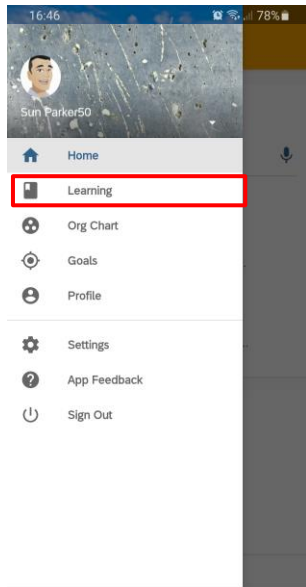 16:46 78%
Sun Parker50
Home
Learning
Org Chart
Goals
Profile
Settings
App Feedback
Sign Out